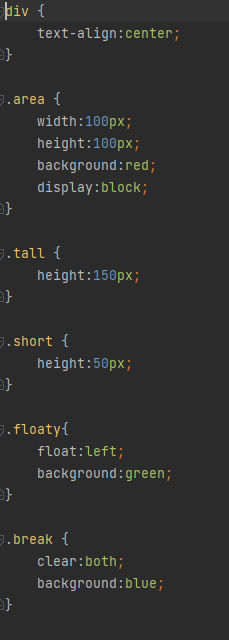 div {
text-align:center;
}
.area {
width:100px;
height:100px;
background:red;
display:block;
}
.tall {
height:150px;
}
.short {
height:50px;
}
.floaty{
float:left;
background:green;
}
.break {
clear:both;
background:blue;
}